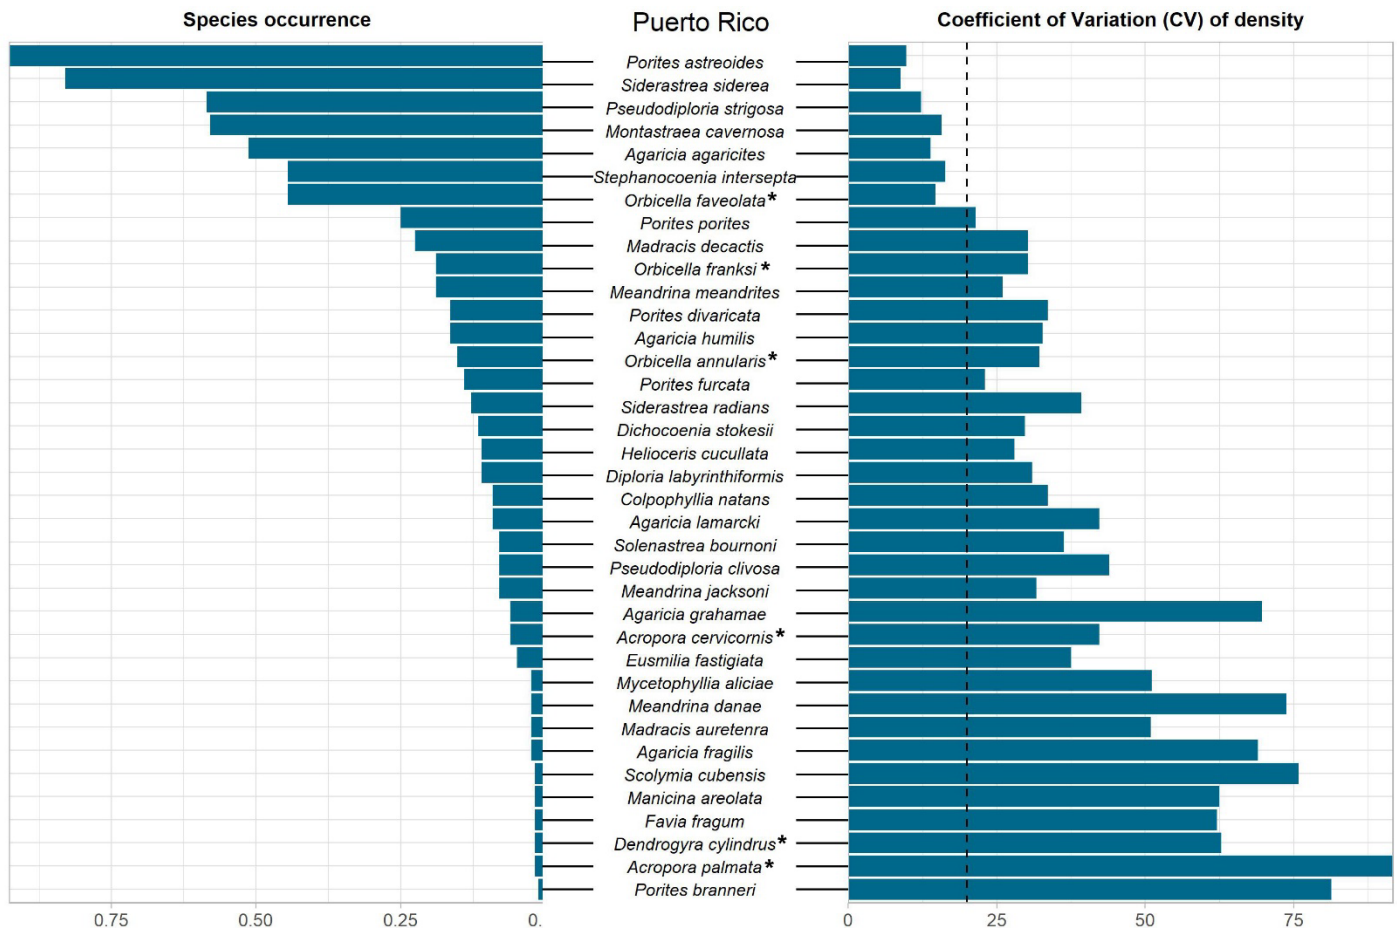 Species occurrence
Puerto Rico
Coefficient of Variation (CV) of density
Porites astreoides
Siderastrea siderea
Pseudodiploria strigosa
Montastraea cavernosa
Agaricia agaricites
Stephanocoenia intersepta
Orbicella faveolata*
Porites porites
Madracis decactis
Orbicella franksi*
Meandrina meandrites
Porites divaricata
Agaricia humilis
Orbicella annularis*
Porites furcata
Siderastrea radians
Dichocoenia stokesii
Helioceris cucullata
Diploria labyrinthiformis
Colpophyllia natans
Agaricia lamarcki
Solenastrea bournoni
Pseudodiploria clivosa
Meandrina jacksoni
Agaricia grahamae
Acropora cervicornis*
Eusmilia fastigiata
Mycetophyllia aliciae
Meandrina danae
Madracis auretenra
Agaricia fragilis
Scolymia cubensis
Manicina areolata
Favia fragum
Dendrogyra cylindrus*
Acropora palmata*
Porites branneri
0.75 0.50 0.25 0. 0 25 50 75